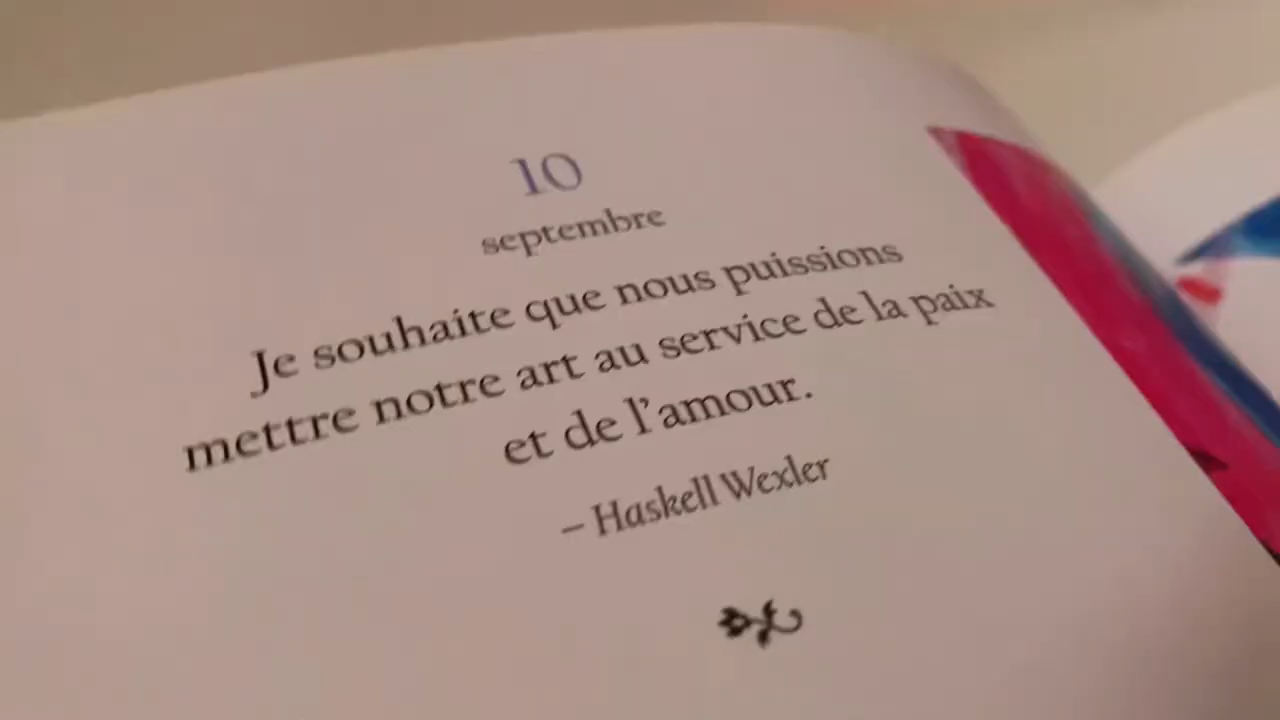 10
septembre
Je souhaite que nous puissions
mettre notre art au service de la paix
et de l'amour.
– Haskell Wexler